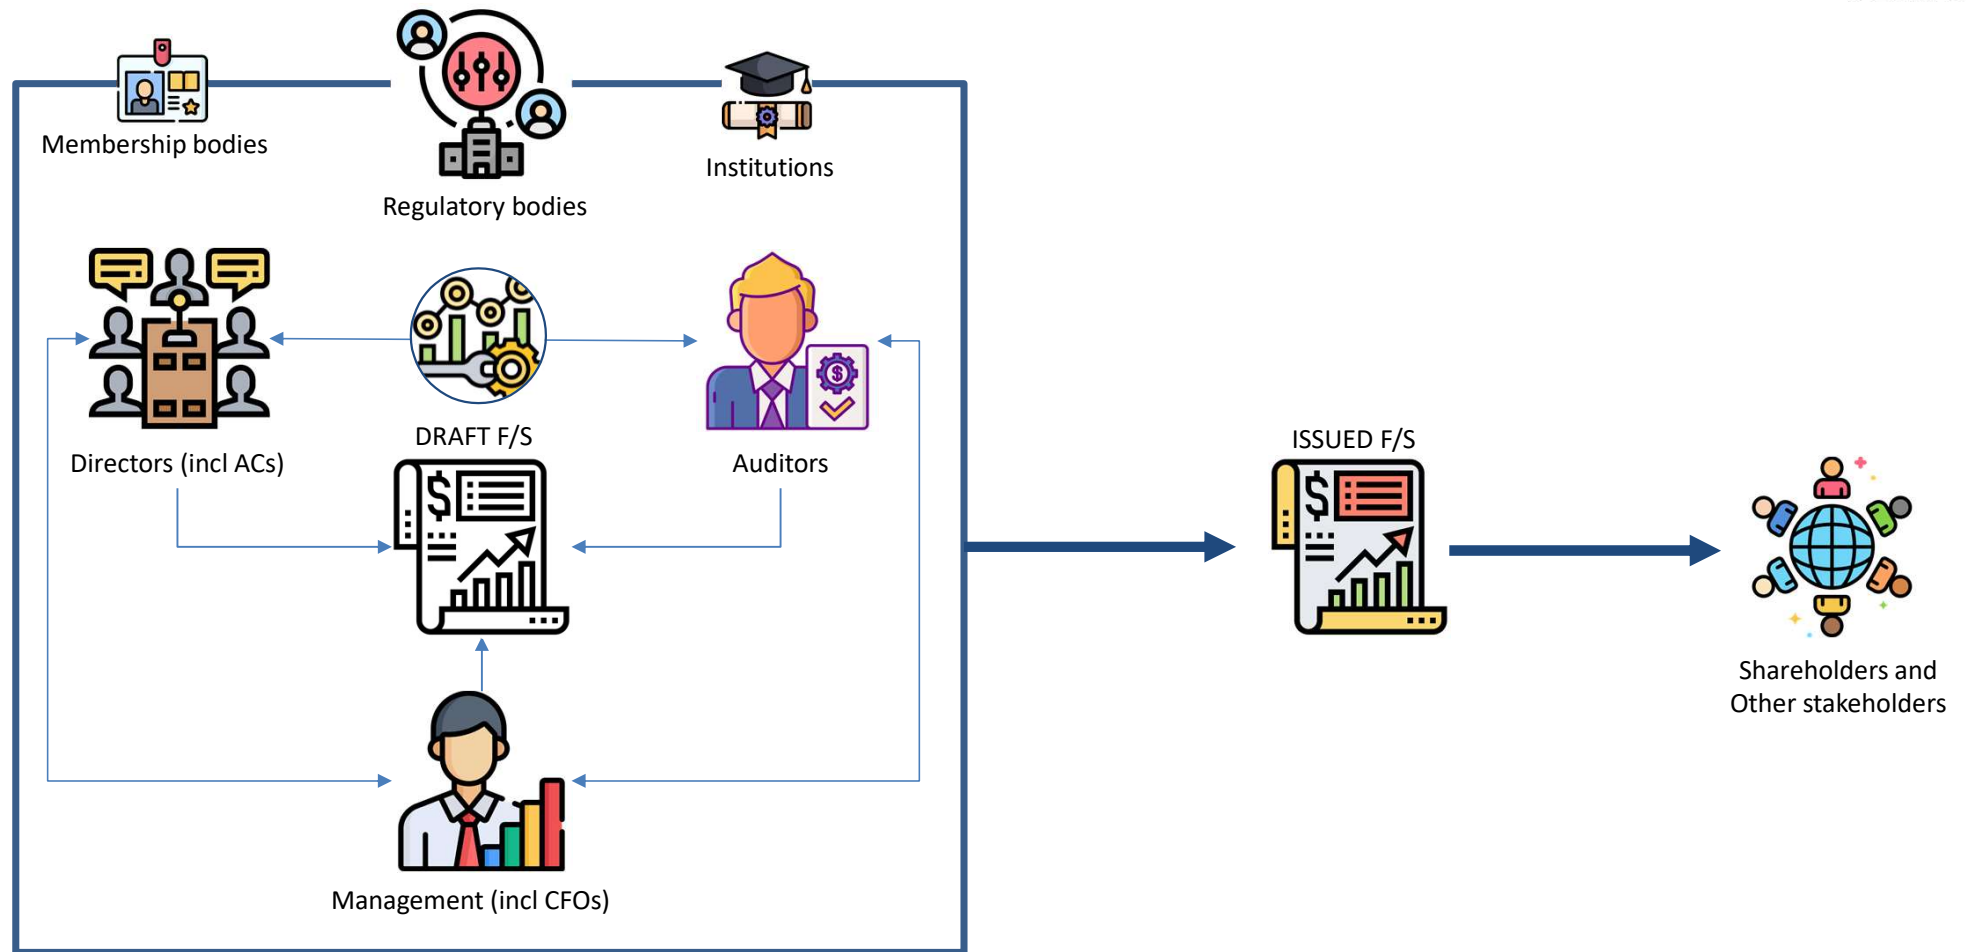 Membership bodies
Regulatory bodies
Institutions
Directors (incl ACs)
DRAFT F/S
$
Auditors
$
Management (incl CFOs)
ISSUED F/S
$
Shareholders and
Other stakeholders